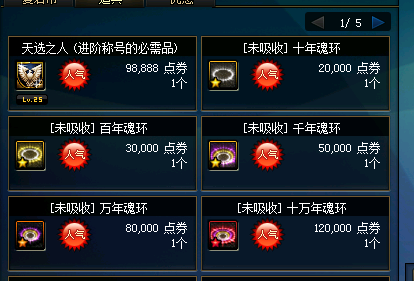 1/ 5
天选之人 (进阶称号的必需品)
人气
98,888 点券
1个
Lv.25
[未吸收] 十年魂环
人气
20,000 点券
1个
[未吸收] 百年魂环
人气
30,000 点券
1个
[未吸收] 千年魂环
人气
50,000 点券
1个
[未吸收] 万年魂环
人气
80,000 点券
1个
[未吸收] 十万年魂环
人气
120,000 点券
1个